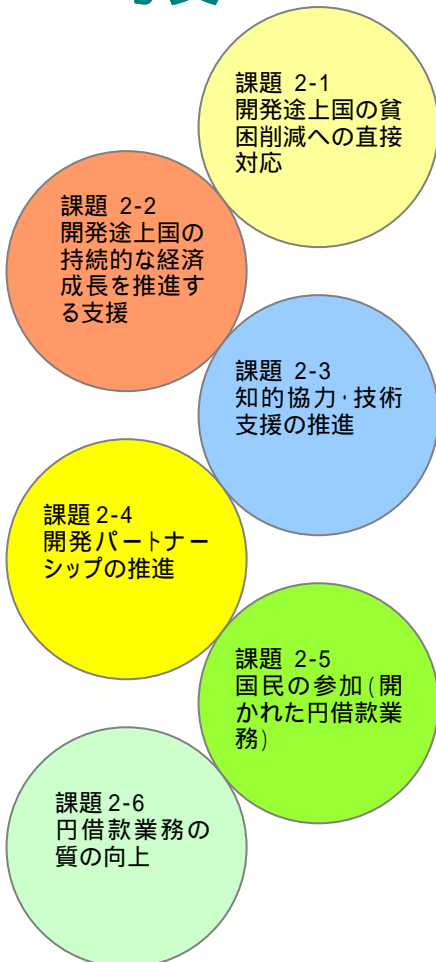 課題 2-1
開発途上国の貧
困削減への直接
対応
課題 2-2
開発途上国の
持続的な経済
成長を推進す
る支援
課題 2-3
知的協力・技術
支援の推進
課題 2-4
開発パートナー
シップの推進
課題 2-5
国民の参加(開
かれた円借款業
務)
課題 2-6
円借款業務の
質の向上